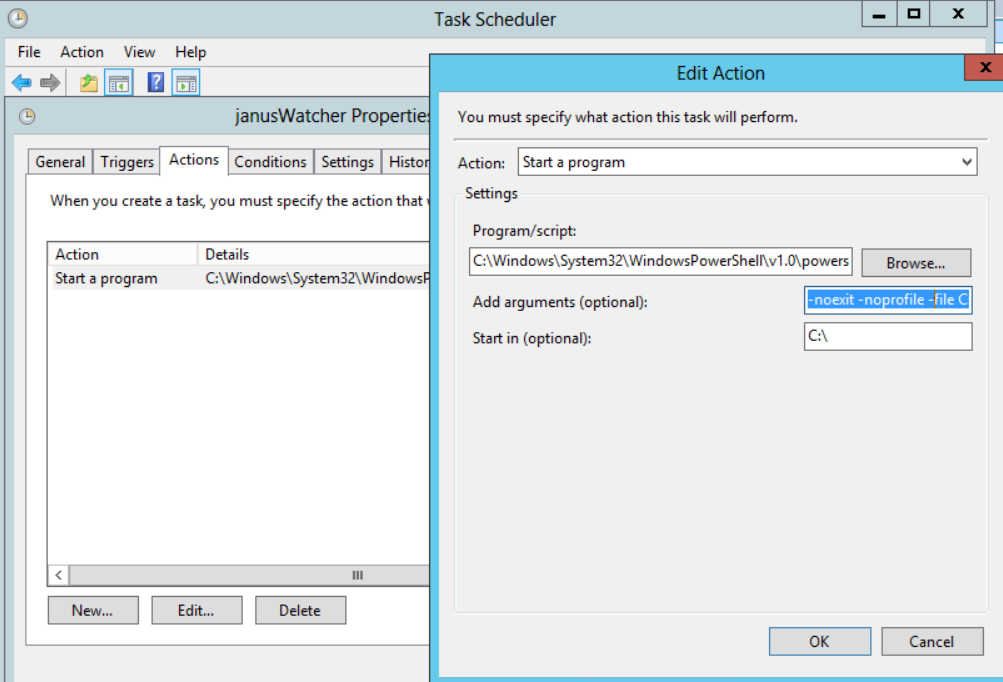 Task Scheduler
File Action View Help
janusWatcher Properties
General Triggers Actions Conditions Settings Histor
When you create a task, you must specify the action that
Action Details
Start a program C:\Windows\System32\WindowsP
New... Edit... Delete
Edit Action
You must specify what action this task will perform.
Action: Start a program
Settings
Program/script:
C:\Windows\System32\WindowsPowerShell\v1.0\powers
Browse...
Add arguments (optional): -noexit -noprofile -file C
Start in (optional): C:\
OK Cancel